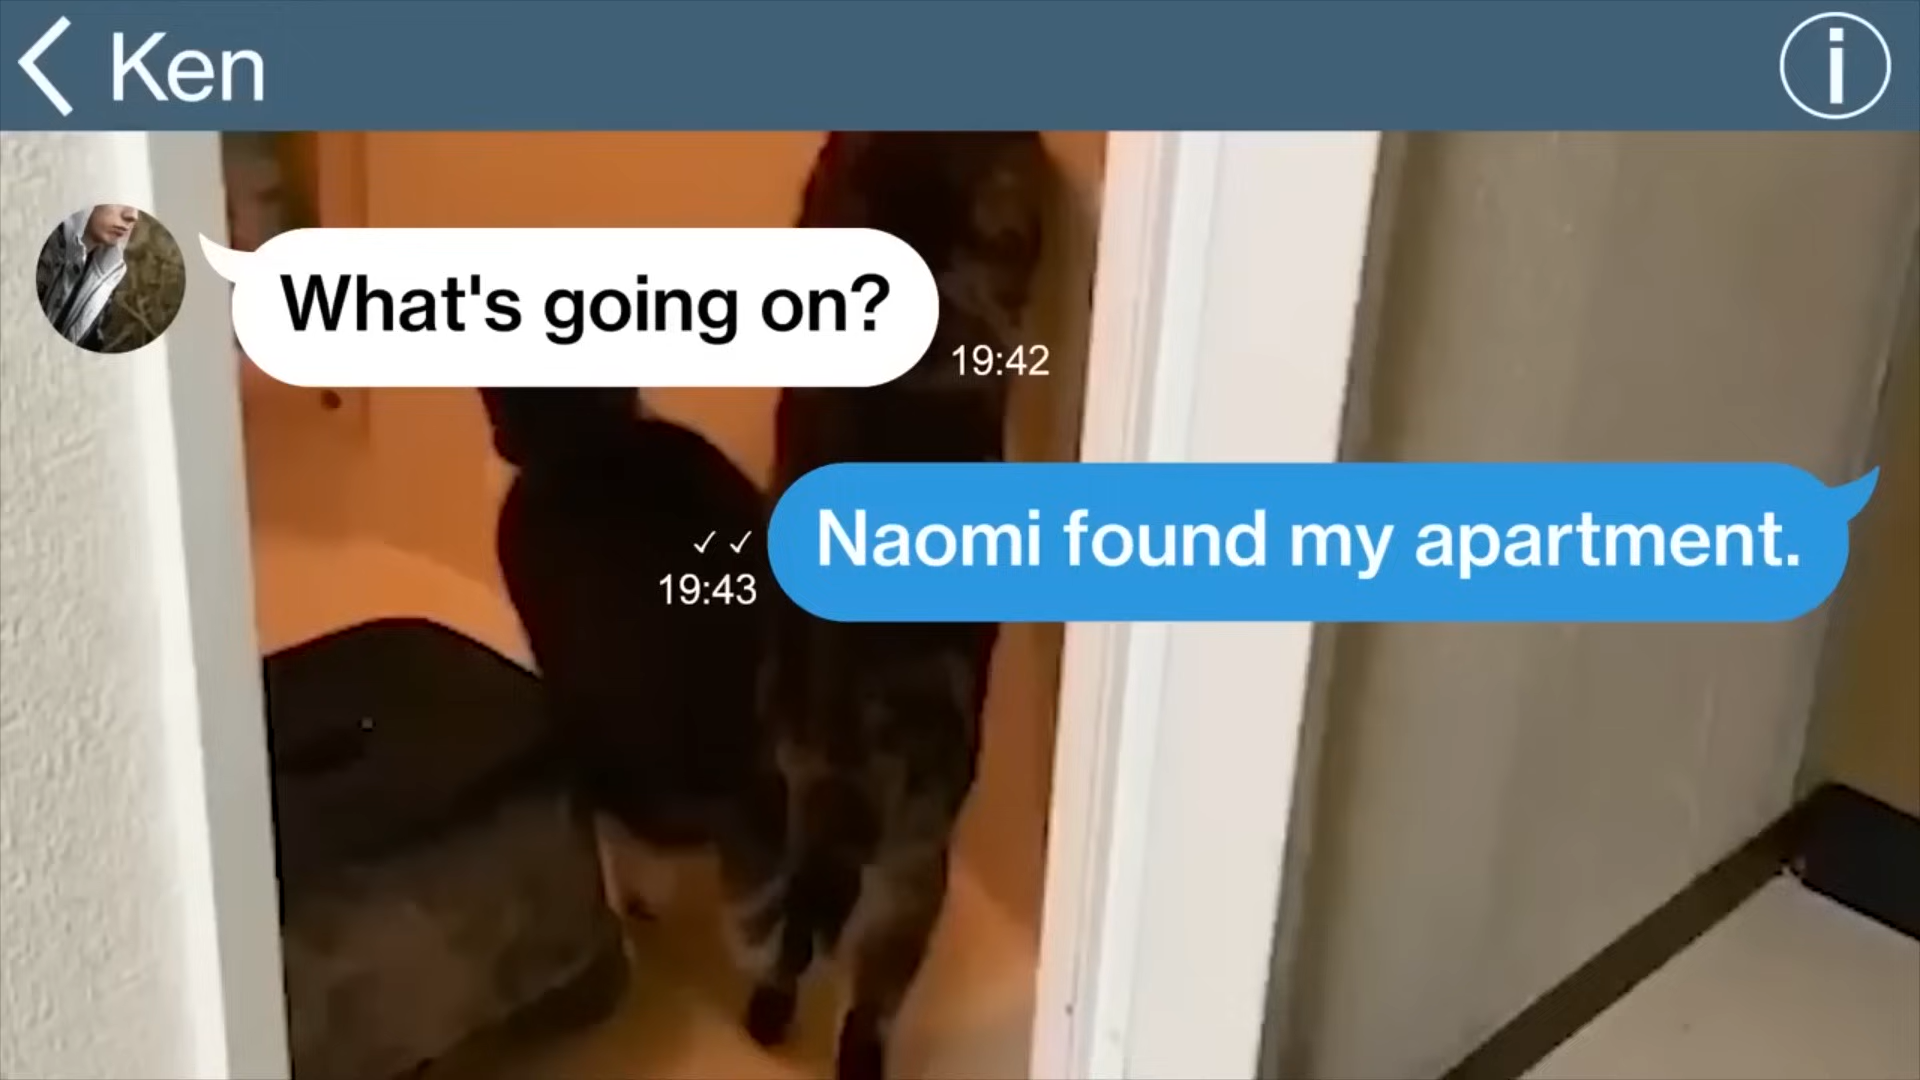 Ken
What's going on?
19:42
Naomi found my apartment.
✓✓
19:43